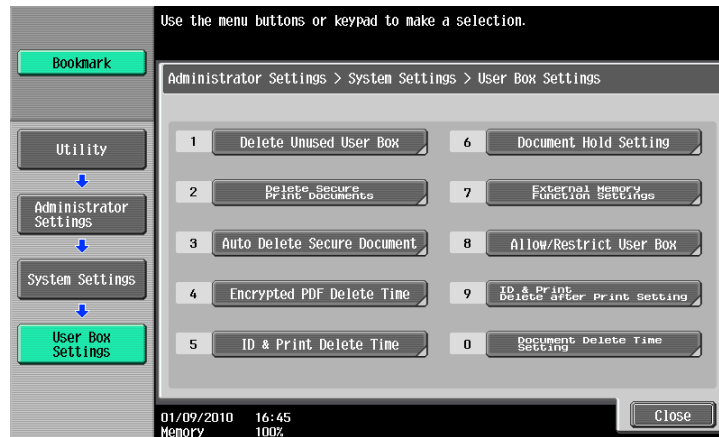 Use the menu buttons or keypad to make a selection.
Bookmark
Administrator Settings > System Settings > User Box Settings
Utility
Administrator
Settings
System Settings
User Box
Settings
1 Delete Unused User Box
2 Delete Secure
Print Documents
3 Auto Delete Secure Document
4 Encrypted PDF Delete Time
5 ID & Print Delete Time
6 Document Hold Setting
7 External Memory
Function Settings
8 Allow/Restrict User Box
9 ID & Print
Delete after Print Setting
0 Document Delete Time
Setting
01/09/2010 16:45
Memory 100%
Close